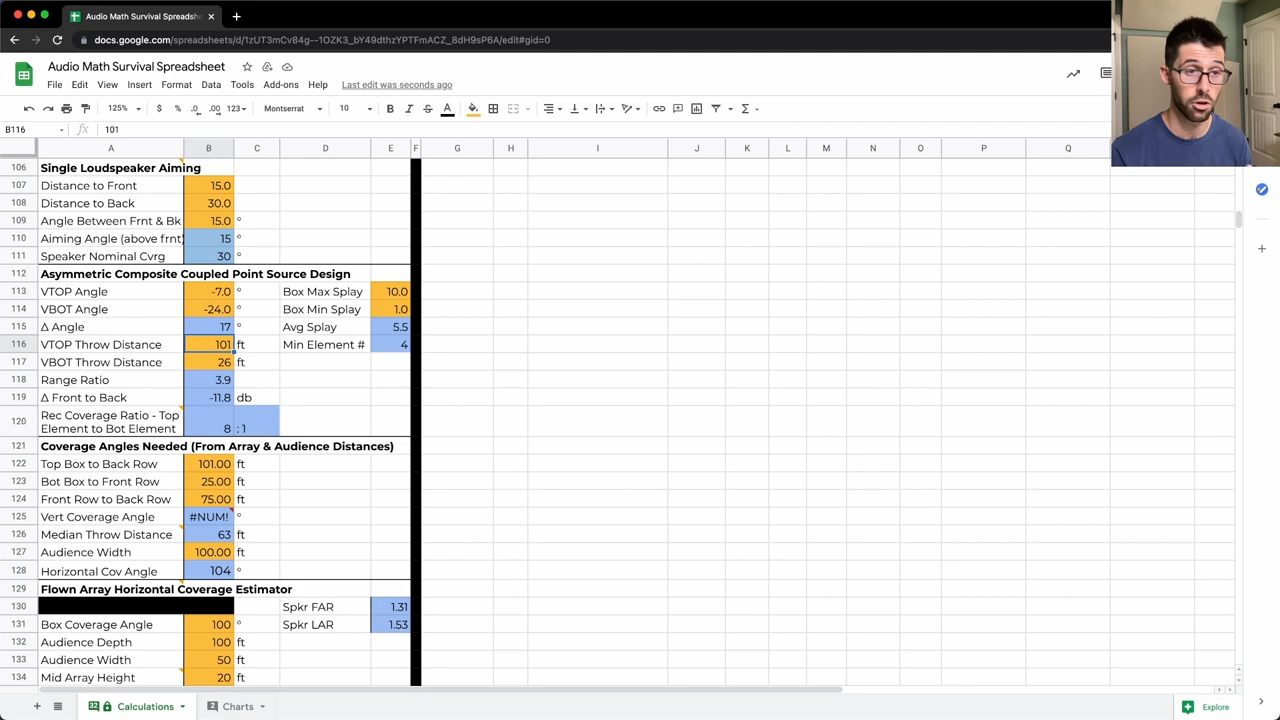 Audio Math Survival Spreadsh
docs.google.com/spreadsheets/d/1zUT3mCv84g--1OZK3_bY49dthzYPTFmACZ_8dH9sP6A/edit#gid=0
Audio Math Survival Spreadsheet
File Edit View Insert Format Data Tools Add-ons Help Last edit was seconds ago
125% $ % .0 .00 123 Montserrat 10 B I S A
B116 fx 101
A B C D E F G H I J K L M N O P Q
106 Single Loudspeaker Aiming
107 Distance to Front 15.0
108 Distance to Back 30.0
109 Angle Between Frnt & Bk 15.0 °
110 Aiming Angle (above frnt) 15 °
111 Speaker Nominal Cvrg 30 °
112 Asymmetric Composite Coupled Point Source Design
113 VTOP Angle -7.0 ° Box Max Splay 10.0
114 VBOT Angle -24.0 ° Box Min Splay 1.0
115 Δ Angle 17 ° Avg Splay 5.5
116 VTOP Throw Distance 101 ft Min Element # 4
117 VBOT Throw Distance 26 ft
118 Range Ratio 3.9
119 Δ Front to Back -11.8 db
120 Rec Coverage Ratio - Top
Element to Bot Element 8 : 1
121 Coverage Angles Needed (From Array & Audience Distances)
122 Top Box to Back Row 101.00 ft
123 Bot Box to Front Row 25.00 ft
124 Front Row to Back Row 75.00 ft
125 Vert Coverage Angle #NUM! °
126 Median Throw Distance 63 ft
127 Audience Width 100.00 ft
128 Horizontal Cov Angle 104 °
129 Flown Array Horizontal Coverage Estimator
130 Spkr FAR 1.31
131 Box Coverage Angle 100 ° Spkr LAR 1.53
132 Audience Depth 100 ft
133 Audience Width 50 ft
134 Mid Array Height 20 ft
32 Calculations 2 Charts Explore